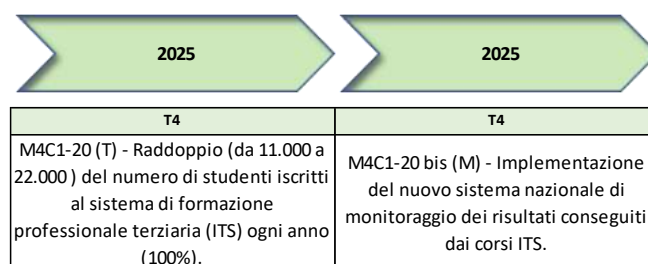 2025
2025
T4
T4
M4C1-20 (T) - Raddoppio (da 11.000 a
22.000 ) del numero di studenti iscritti
al sistema di formazione
professionale terziaria (ITS) ogni anno
(100%).
M4C1-20 bis (M) - Implementazione
del nuovo sistema nazionale di
monitoraggio dei risultati conseguiti
dai corsi ITS.